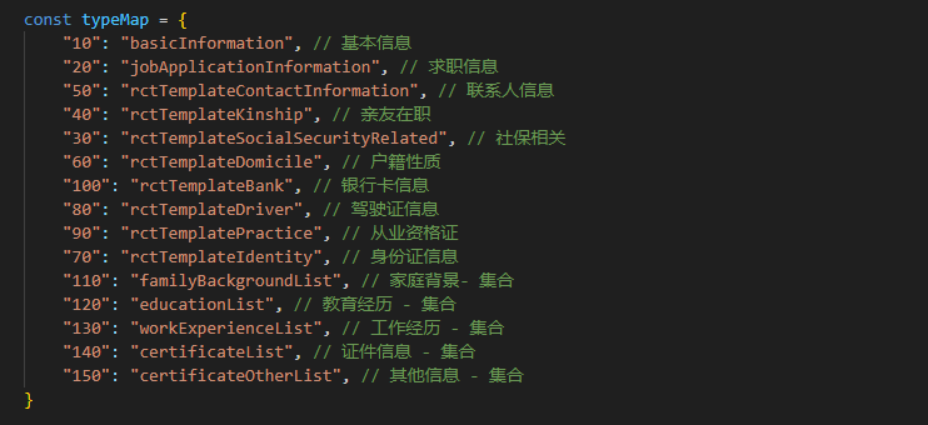 const typeMap = {
    "10": "basicInformation", // 基本信息
    "20": "jobApplicationInformation", // 求职信息
    "50": "rctTemplateContactInformation", // 联系人信息
    "40": "rctTemplateKinship", // 亲友在职
    "30": "rctTemplateSocialSecurityRelated", // 社保相关
    "60": "rctTemplateDomicile", // 户籍性质
    "100": "rctTemplateBank", // 银行卡信息
    "80": "rctTemplateDriver", // 驾驶证信息
    "90": "rctTemplatePractice", // 从业资格证
    "70": "rctTemplateIdentity", // 身份证信息
    "110": "familyBackgroundList", // 家庭背景- 集合
    "120": "educationList", // 教育经历 - 集合
    "130": "workExperienceList", // 工作经历 - 集合
    "140": "certificateList", // 证件信息 - 集合
    "150": "certificateOtherList", // 其他信息 - 集合
}